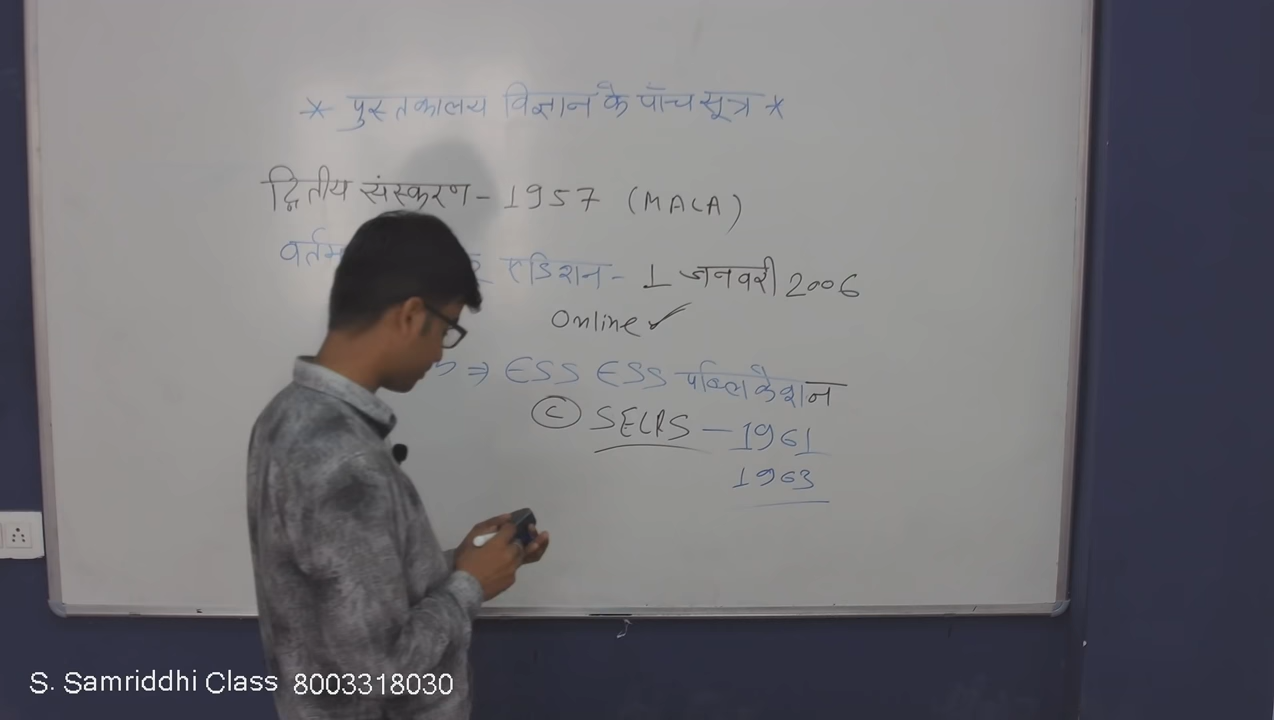 * पुस्तकालय विज्ञान के पाँच सूत्र *
द्वितीय संस्करण - 1957 (MALA)
एडिशन - 1 जनवरी 2006
Online ✓
⇒ ESS ESS पब्लिकेशन
(C) SELRS - 1961
1963
S. Samriddhi Class 8003318030